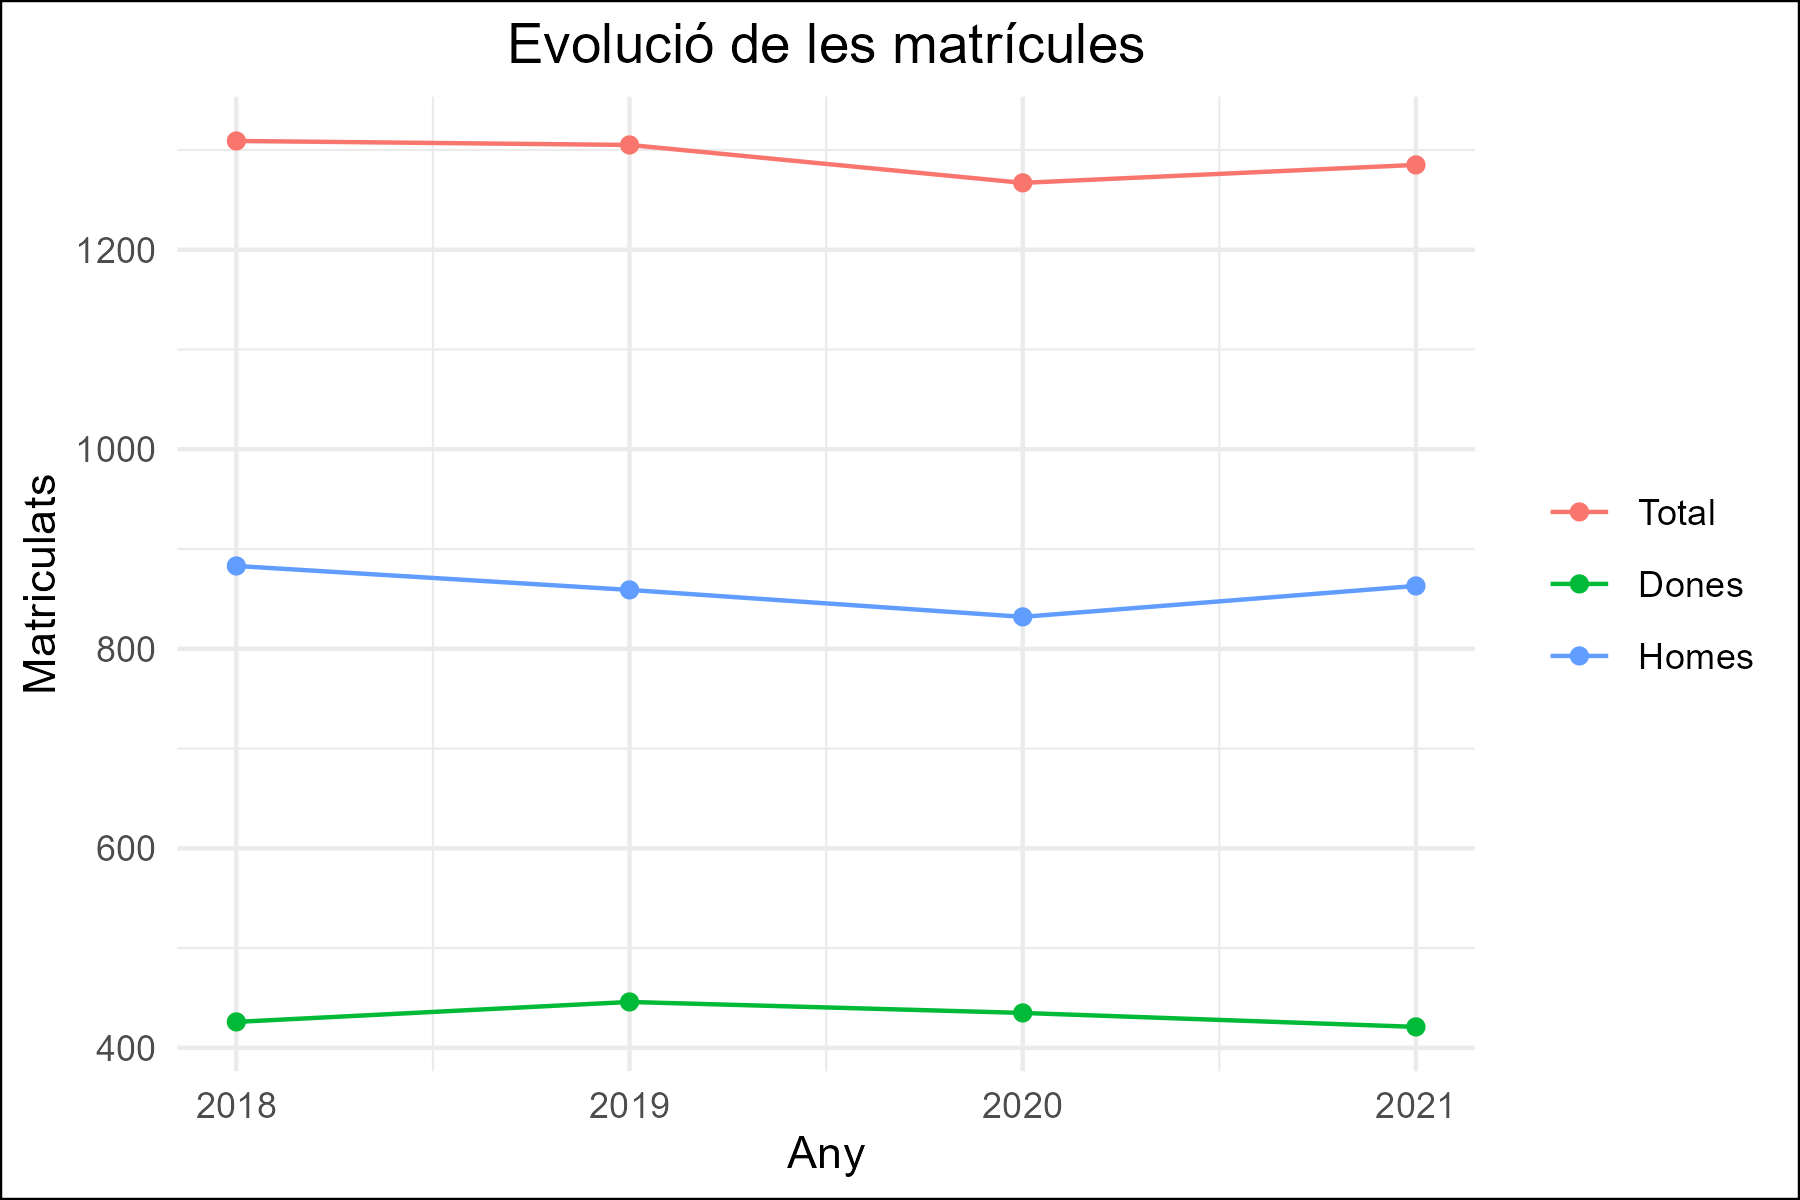 Evolució de les matrícules
Matriculats
1200
1000
800
600
400
2018
2019
2020
2021
Any
Total
Dones
Homes